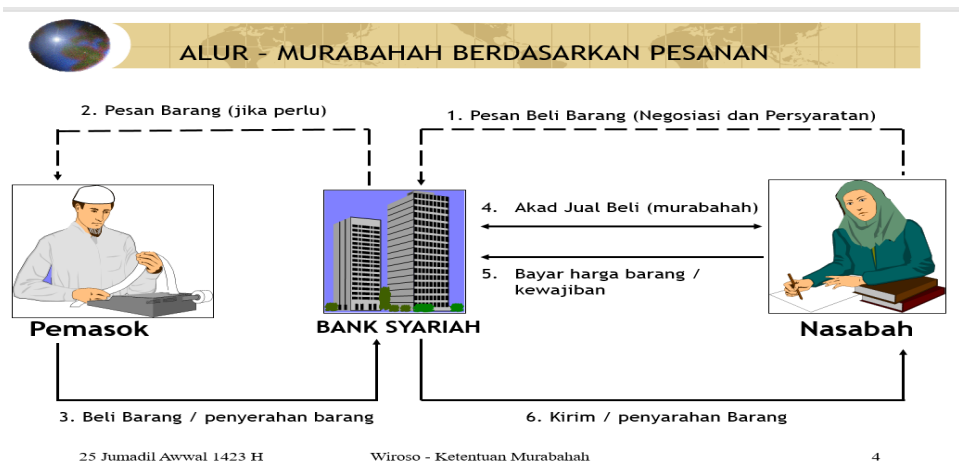 ALUR - MURABAHAH BERDASARKAN PESANAN
2. Pesan Barang (jika perlu)
1. Pesan Beli Barang (Negosiasi dan Persyaratan)
4. Akad Jual Beli (murabahah)
5. Bayar harga barang /
kewajiban
Pemasok
BANK SYARIAH
Nasabah
3. Beli Barang / penyerahan barang
6. Kirim / penyarahan Barang
25 Jumadil Awwal 1423 H
Wiroso - Ketentuan Murabahah
4